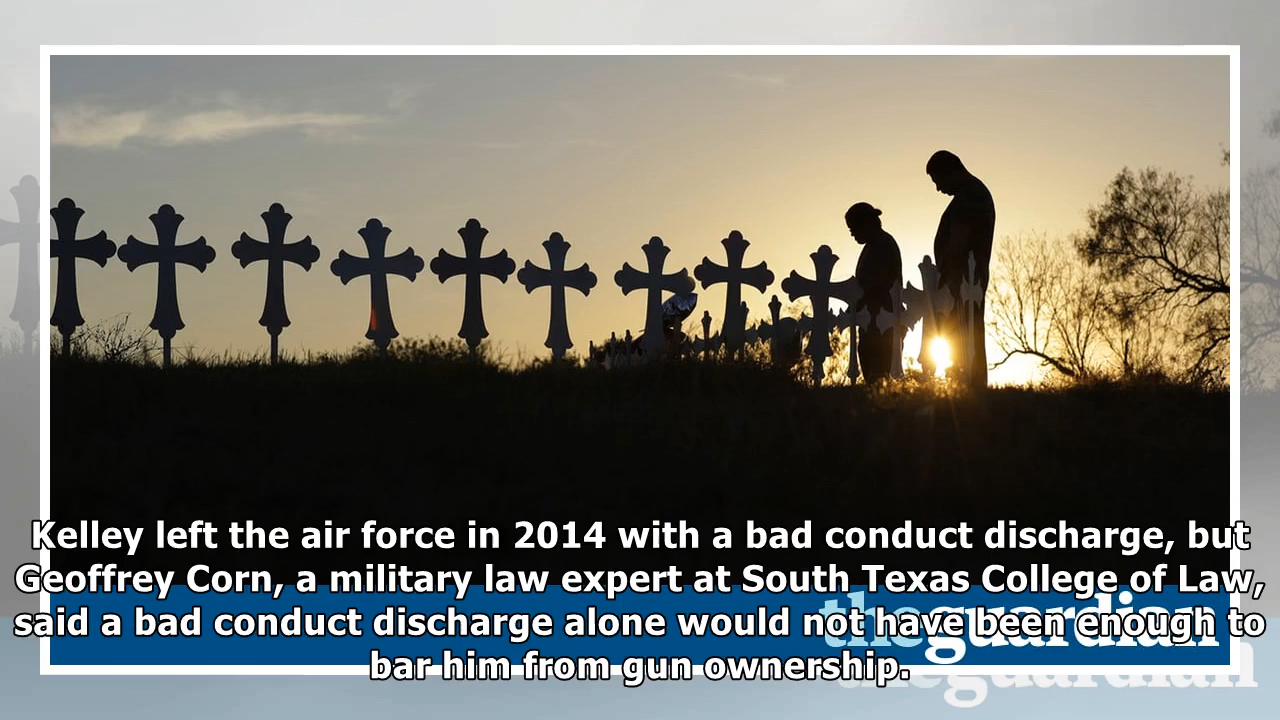 Kelley left the air force in 2014 with a bad conduct discharge, but
Geoffrey Corn, a military law expert at South Texas College of Law,
said a bad conduct discharge alone would not have been enough to
bar him from gun ownership.
theguardian
theguardian